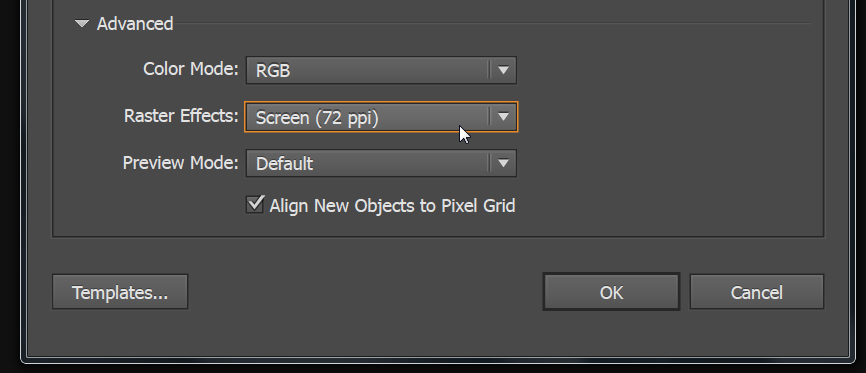 Advanced
Color Mode: RGB
Raster Effects: Screen (72 ppi)
Preview Mode: Default
Align New Objects to Pixel Grid
Templates... OK Cancel